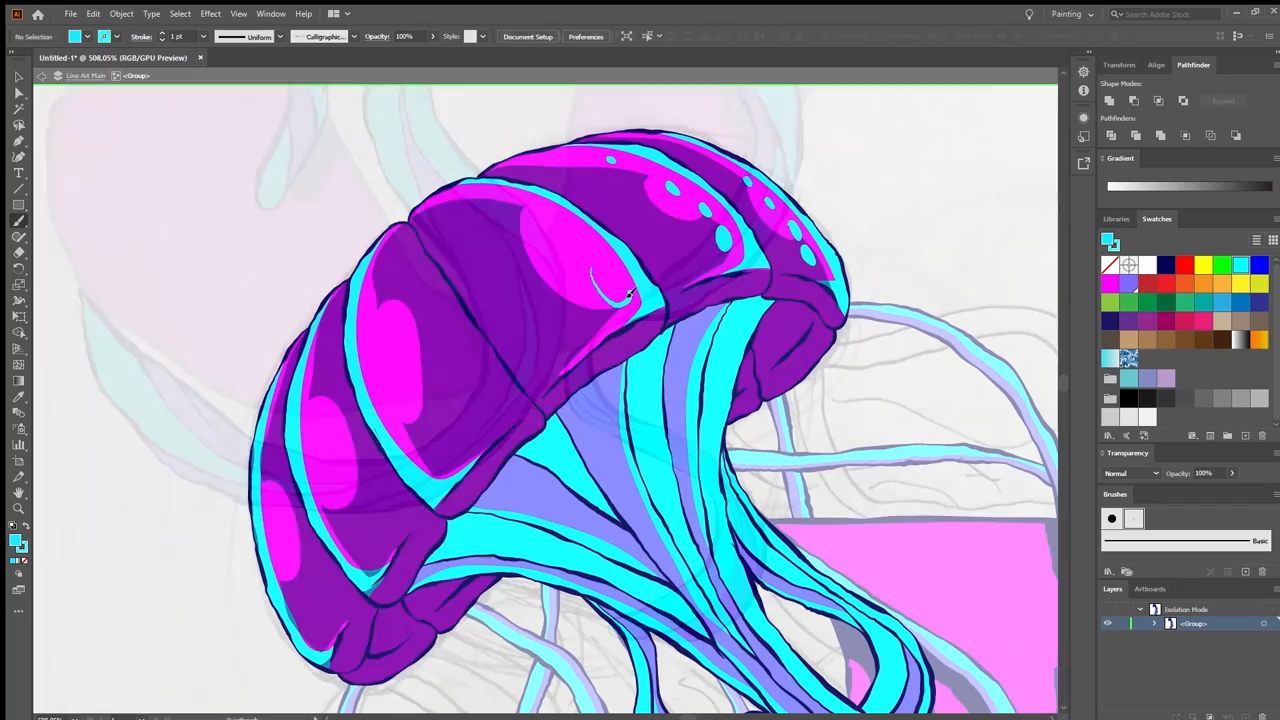 Ai File Edit Object Type Select Effect View Window Help Painting Search Adobe Stock
No Selection Stroke: 1 pt Uniform Calligraphic... Opacity: 100% Style: Document Setup Preferences
Untitled-1* @ 508,05% (RGB/GPU Preview)
Line Art Main <Group>
Transform Align Pathfinder
Shape Modes:
Expand
Pathfinders:
Gradient
Libraries Swatches
Transparency
Normal Opacity: 100%
Brushes
Basic
Layers Artboards
Isolation Mode
<Group>